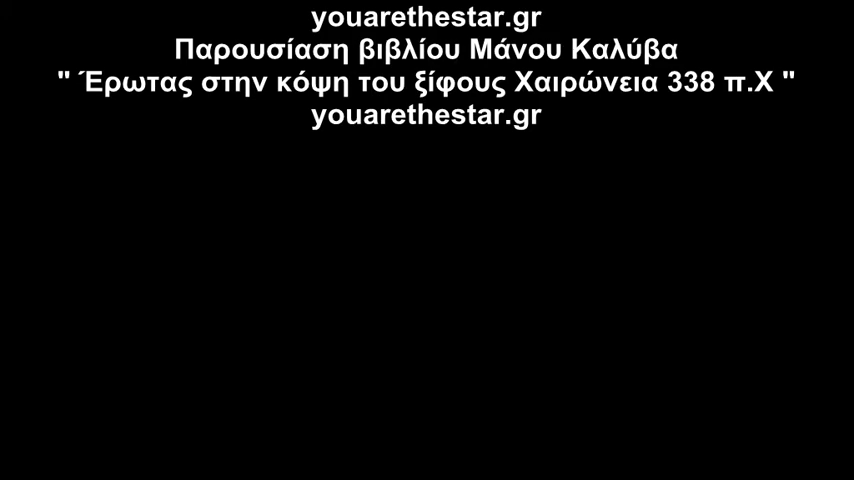 youarethestar.gr
Παρουσίαση βιβλίου Μάνου Καλύβα
" Έρωτας στην κόψη του ξίφους Χαιρώνεια 338 π.Χ "
youarethestar.gr